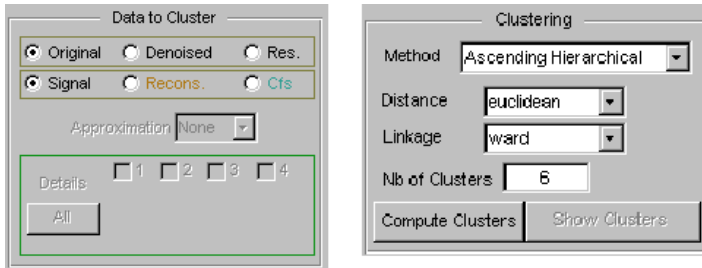 Data to Cluster
Original Denoised Res.
Signal Recons. Cfs
Approximation None
Details 1 2 3 4
All
Clustering
Method Ascending Hierarchical
Distance euclidean
Linkage ward
Nb of Clusters 6
Compute Clusters Show Clusters